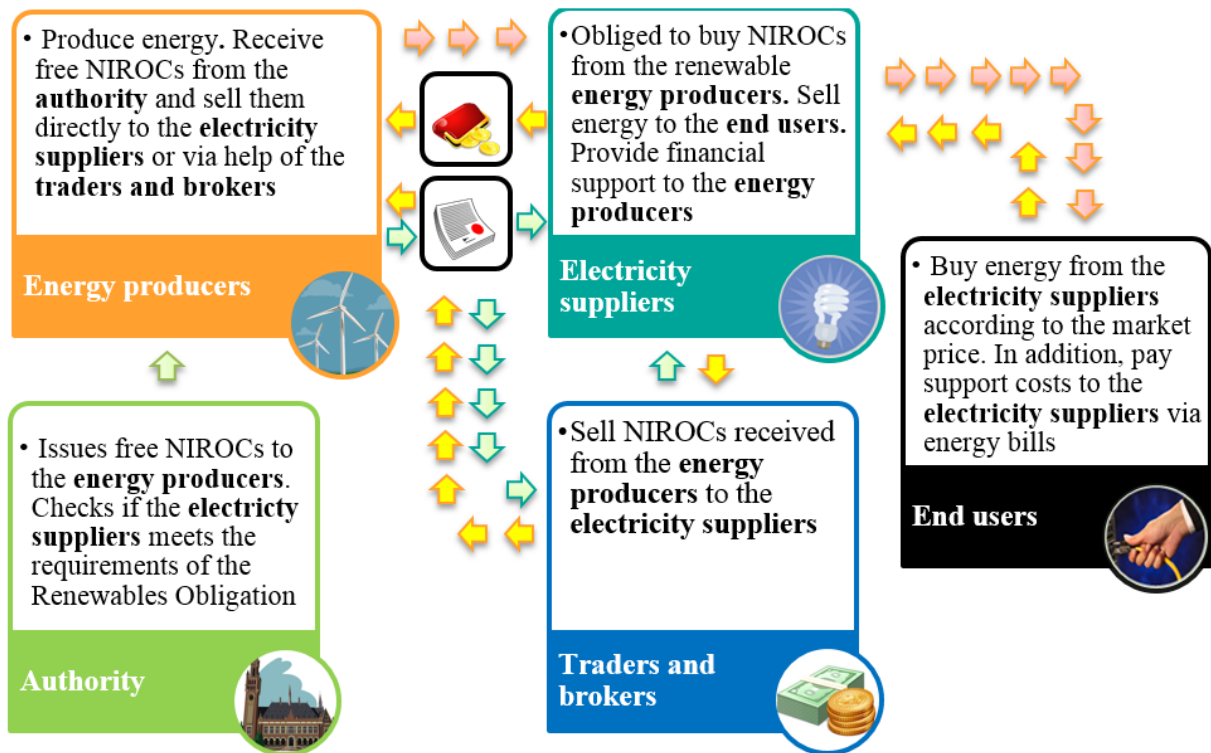 • Produce energy. Receive
free NIROCs from the
authority and sell them
directly to the electricity
suppliers or via help of the
traders and brokers
Energy producers
•Obliged to buy NIROCs
from the renewable
energy producers. Sell
energy to the end users.
Provide financial
support to the energy
producers
Electricity
suppliers
• Buy energy from the
electricity suppliers
according to the market
price. In addition, pay
support costs to the
electricity suppliers via
energy bills
End users
• Issues free NIROCs to
the energy producers.
Checks if the electricty
suppliers meets the
requirements of the
Renewables Obligation
Authority
•Sell NIROCs received
from the energy
producers to the
electricity suppliers
Traders and
brokers